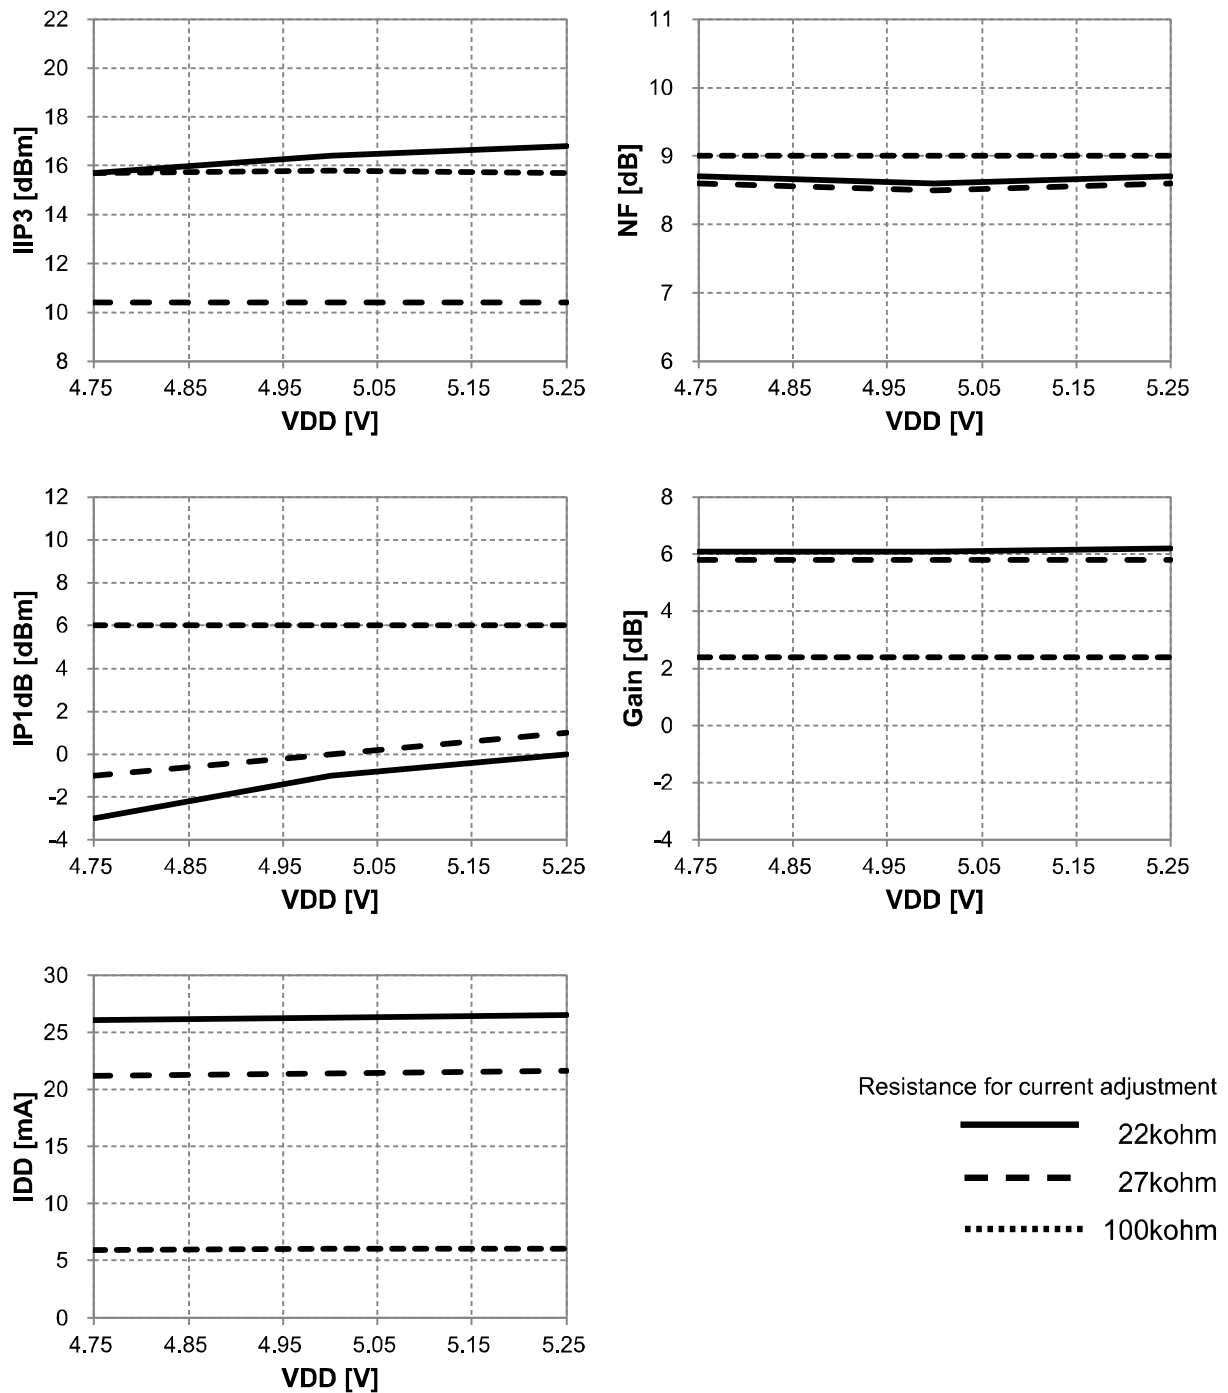 22
20
18
16
14
12
10
8
IIP3 [dBm]
4.75 4.85 4.95 5.05 5.15 5.25
VDD [V]
11
10
9
8
7
6
NF [dB]
4.75 4.85 4.95 5.05 5.15 5.25
VDD [V]
12
10
8
6
4
2
0
-2
-4
IP1dB [dBm]
4.75 4.85 4.95 5.05 5.15 5.25
VDD [V]
8
6
4
2
0
-2
-4
Gain [dB]
4.75 4.85 4.95 5.05 5.15 5.25
VDD [V]
30
25
20
15
10
5
0
IDD [mA]
4.75 4.85 4.95 5.05 5.15 5.25
VDD [V]
Resistance for current adjustment
22kohm
27kohm
100kohm